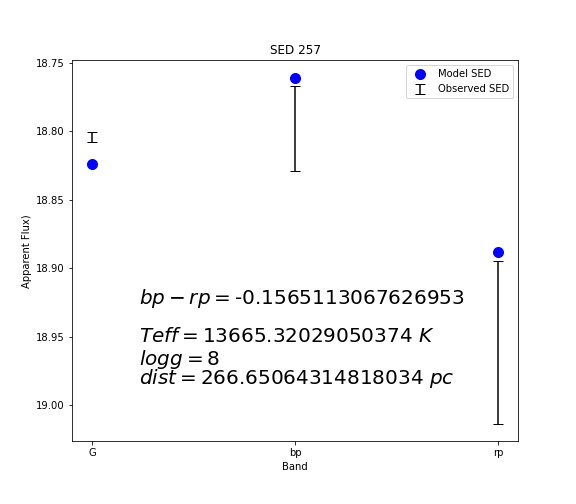 SED 257
Model SED
Observed SED
18.75
18.80
18.85
18.90
18.95
19.00
Apparent Flux)
bp − rp = -0.1565113067626953
Teff = 13665.32029050374 K
logg = 8
dist = 266.65064314818034 pc
G
bp
rp
Band